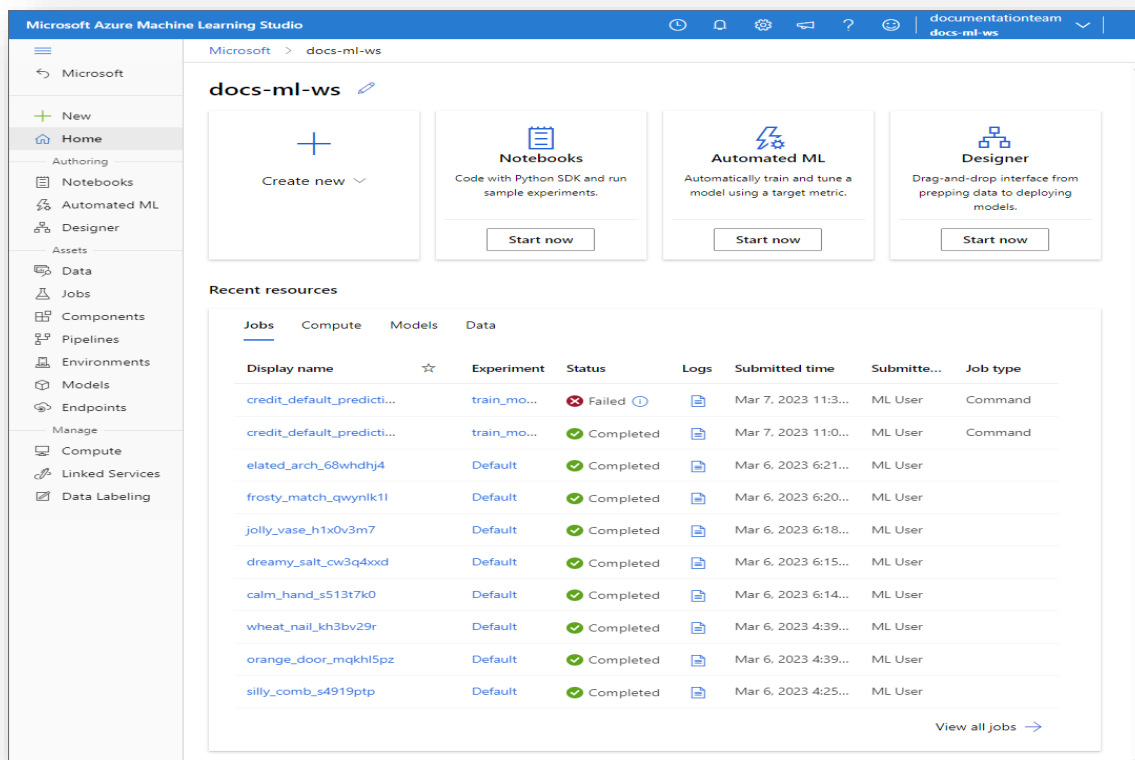 Microsoft Azure Machine Learning Studio
documentationteam
docs-ml-ws
Microsoft > docs-ml-ws
Microsoft
New
Home
Authoring
Notebooks
Automated ML
Designer
Assets
Data
Jobs
Components
Pipelines
Environments
Models
Endpoints
Manage
Compute
Linked Services
Data Labeling
docs-ml-ws
Create new
Notebooks
Code with Python SDK and run
sample experiments.
Start now
Automated ML
Automatically train and tune a
model using a target metric.
Start now
Designer
Drag-and-drop interface from
prepping data to deploying
models.
Start now
Recent resources
Jobs Compute Models Data
Display name Experiment Status Logs Submitted time Submitte... Job type
credit_default_predicti... train_mo... Failed Mar 7, 2023 11:3... ML User Command
credit_default_predicti... train_mo... Completed Mar 7, 2023 11:0... ML User Command
elated_arch_68whdhj4 Default Completed Mar 6, 2023 6:21... ML User
frosty_match_qwynlk1l Default Completed Mar 6, 2023 6:20... ML User
jolly_vase_h1x0v3m7 Default Completed Mar 6, 2023 6:18... ML User
dreamy_salt_cw3q4xxd Default Completed Mar 6, 2023 6:15... ML User
calm_hand_s513t7k0 Default Completed Mar 6, 2023 6:14... ML User
wheat_nail_kh3bv29r Default Completed Mar 6, 2023 4:39... ML User
orange_door_mqkhl5pz Default Completed Mar 6, 2023 4:39... ML User
silly_comb_s4919ptp Default Completed Mar 6, 2023 4:25... ML User
View all jobs